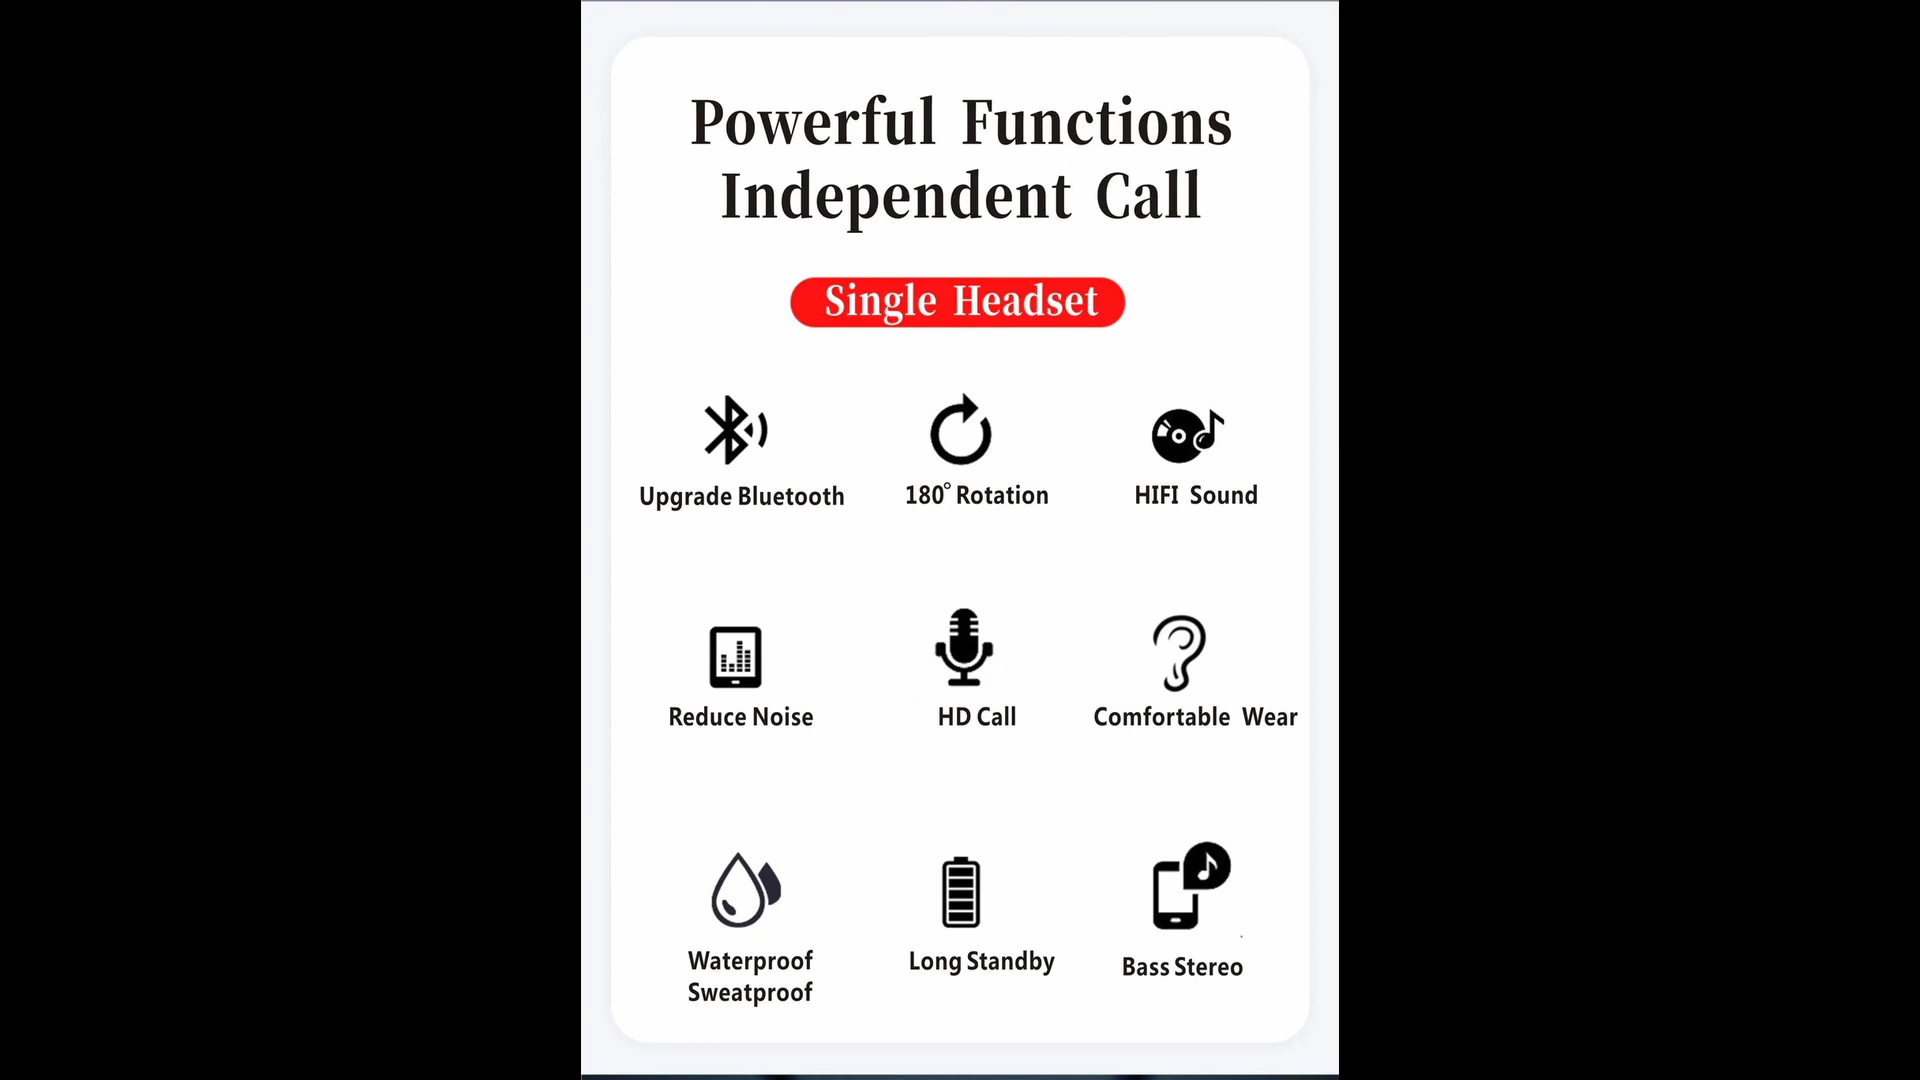 Powerful Functions
Independent Call
Single Headset
Upgrade Bluetooth
180° Rotation
HIFI Sound
Reduce Noise
HD Call
Comfortable Wear
Waterproof
Sweatproof
Long Standby
Bass Stereo